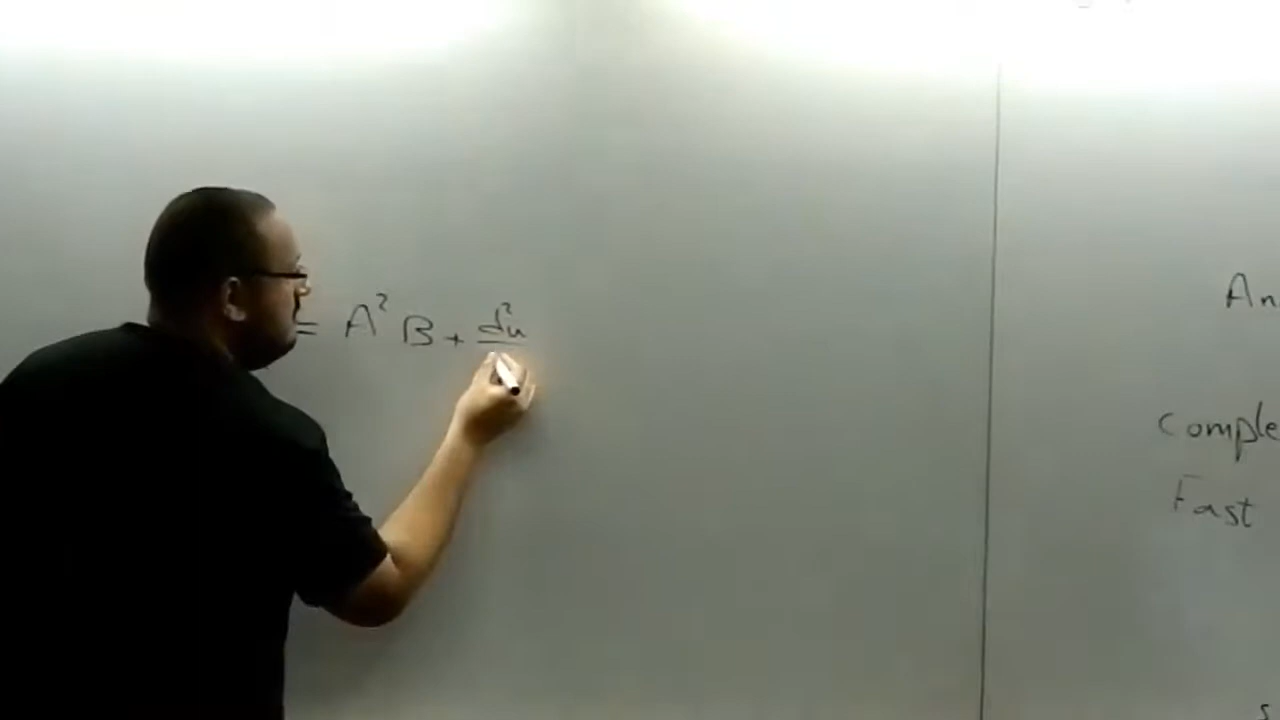 = A² B + d²u
An
Comple
Fast